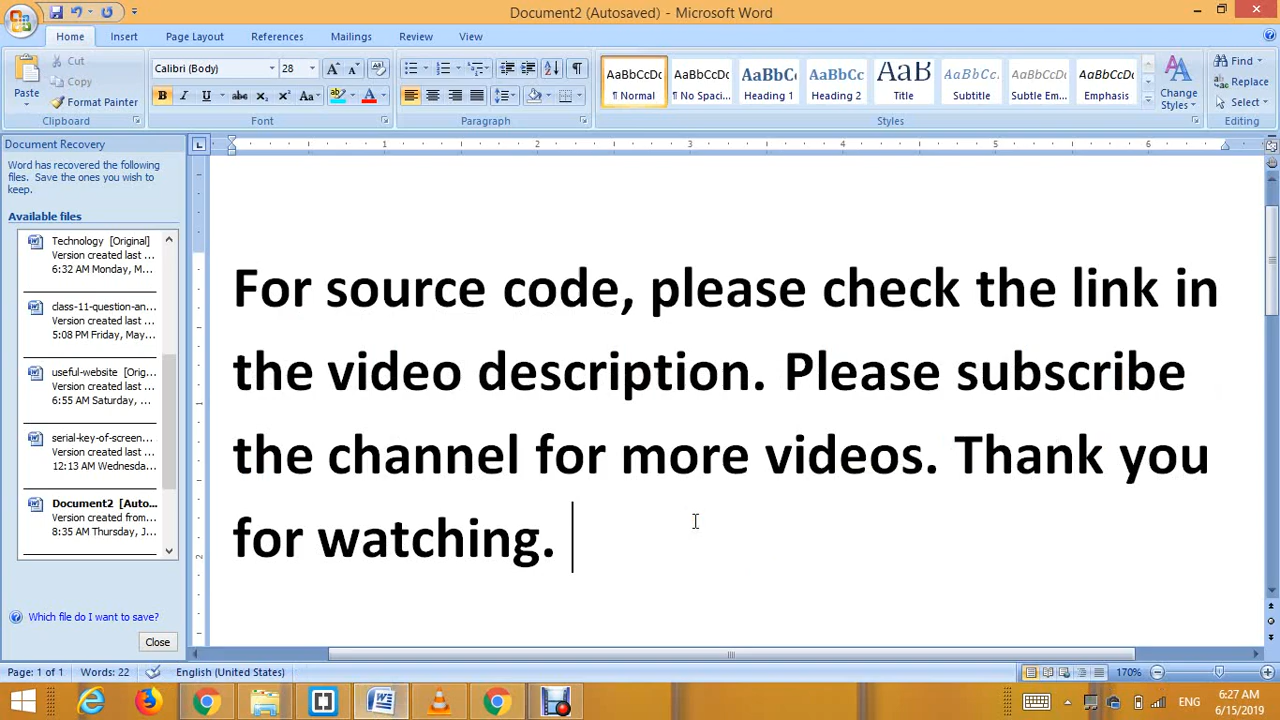 Document2 (Autosaved) - Microsoft Word
Home Insert Page Layout References Mailings Review View
Paste
Cut
Copy
Format Painter
Clipboard
Calibri (Body) 28
Font
Paragraph
AaBbCcDc AaBbCcDc AaBbCc AaBbCc AaB AaBbCc. AaBbCcDc AaBbCcDc
¶ Normal ¶ No Spaci... Heading 1 Heading 2 Title Subtitle Subtle Em... Emphasis
Change Styles
Styles
Find
Replace
Select
Editing
Document Recovery
Word has recovered the following
files. Save the ones you wish to
keep.
Available files
Technology [Original]
Version created last ...
6:32 AM Monday, M...
class-11-question-an...
Version created last ...
5:08 PM Friday, May...
useful-website [Orig...
Version created last ...
6:55 AM Saturday, ...
serial-key-of-screen...
Version created last ...
12:13 AM Wednesda...
Document2 [Auto...
Version created from...
8:35 AM Thursday, J...
Which file do I want to save?
Close
1 2 3 4 5 6
For source code, please check the link in
the video description. Please subscribe
the channel for more videos. Thank you
for watching.
Page: 1 of 1 Words: 22 English (United States) 170%
ENG
6:27 AM
6/15/2019